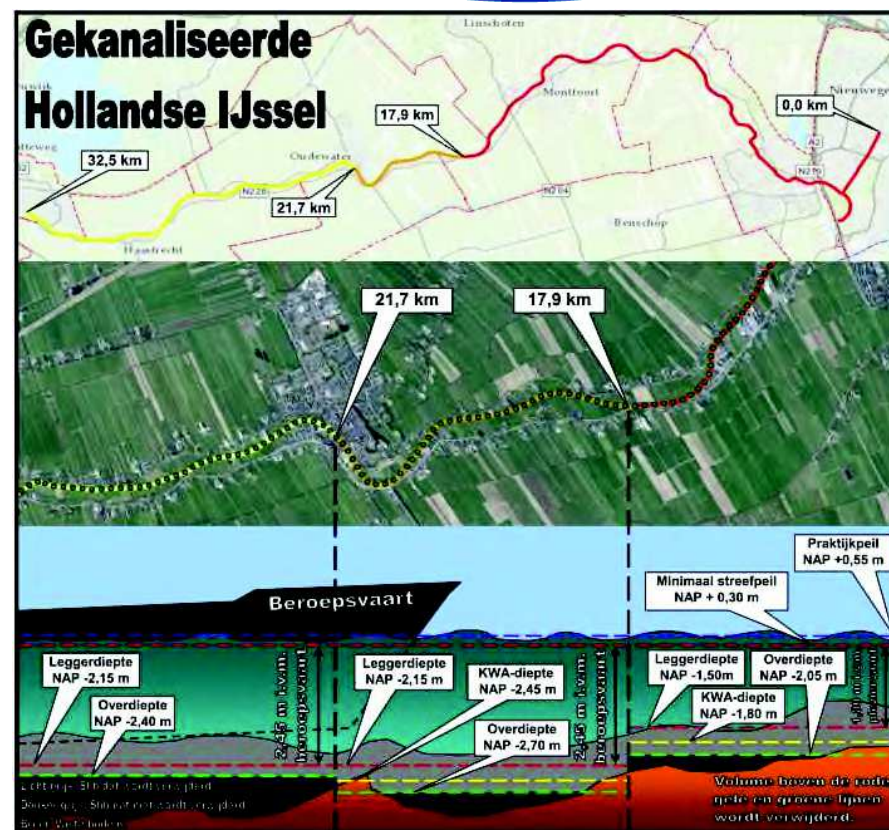 Gekanaliseerde
Hollandse IJssel
Linschoten
Montfoort
Nieuwege
0,0 km
17,9 km
A2
32,5 km
Oudewater
N228
N204
21,7 km
Benschop
Haastrecht
21,7 km
17,9 km
Praktijkpeil
NAP +0,55 m
Minimaal streefpeil
NAP + 0,30 m
Beroepsvaart
Leggerdiepte
NAP -2,15 m
Overdiepte
NAP -2,40 m
2,45 m i.v.m.
beroepsvaart
Leggerdiepte
NAP -2,15 m
KWA-diepte
NAP -2,45 m
Overdiepte
NAP -2,70 m
2,45 m i.v.m.
beroepsvaart
Leggerdiepte
NAP -1,50m
Overdiepte
NAP -2,05 m
KWA-diepte
NAP -1,80 m
Volume boven de rode
gele en groene lijnen
wordt verwijderd.